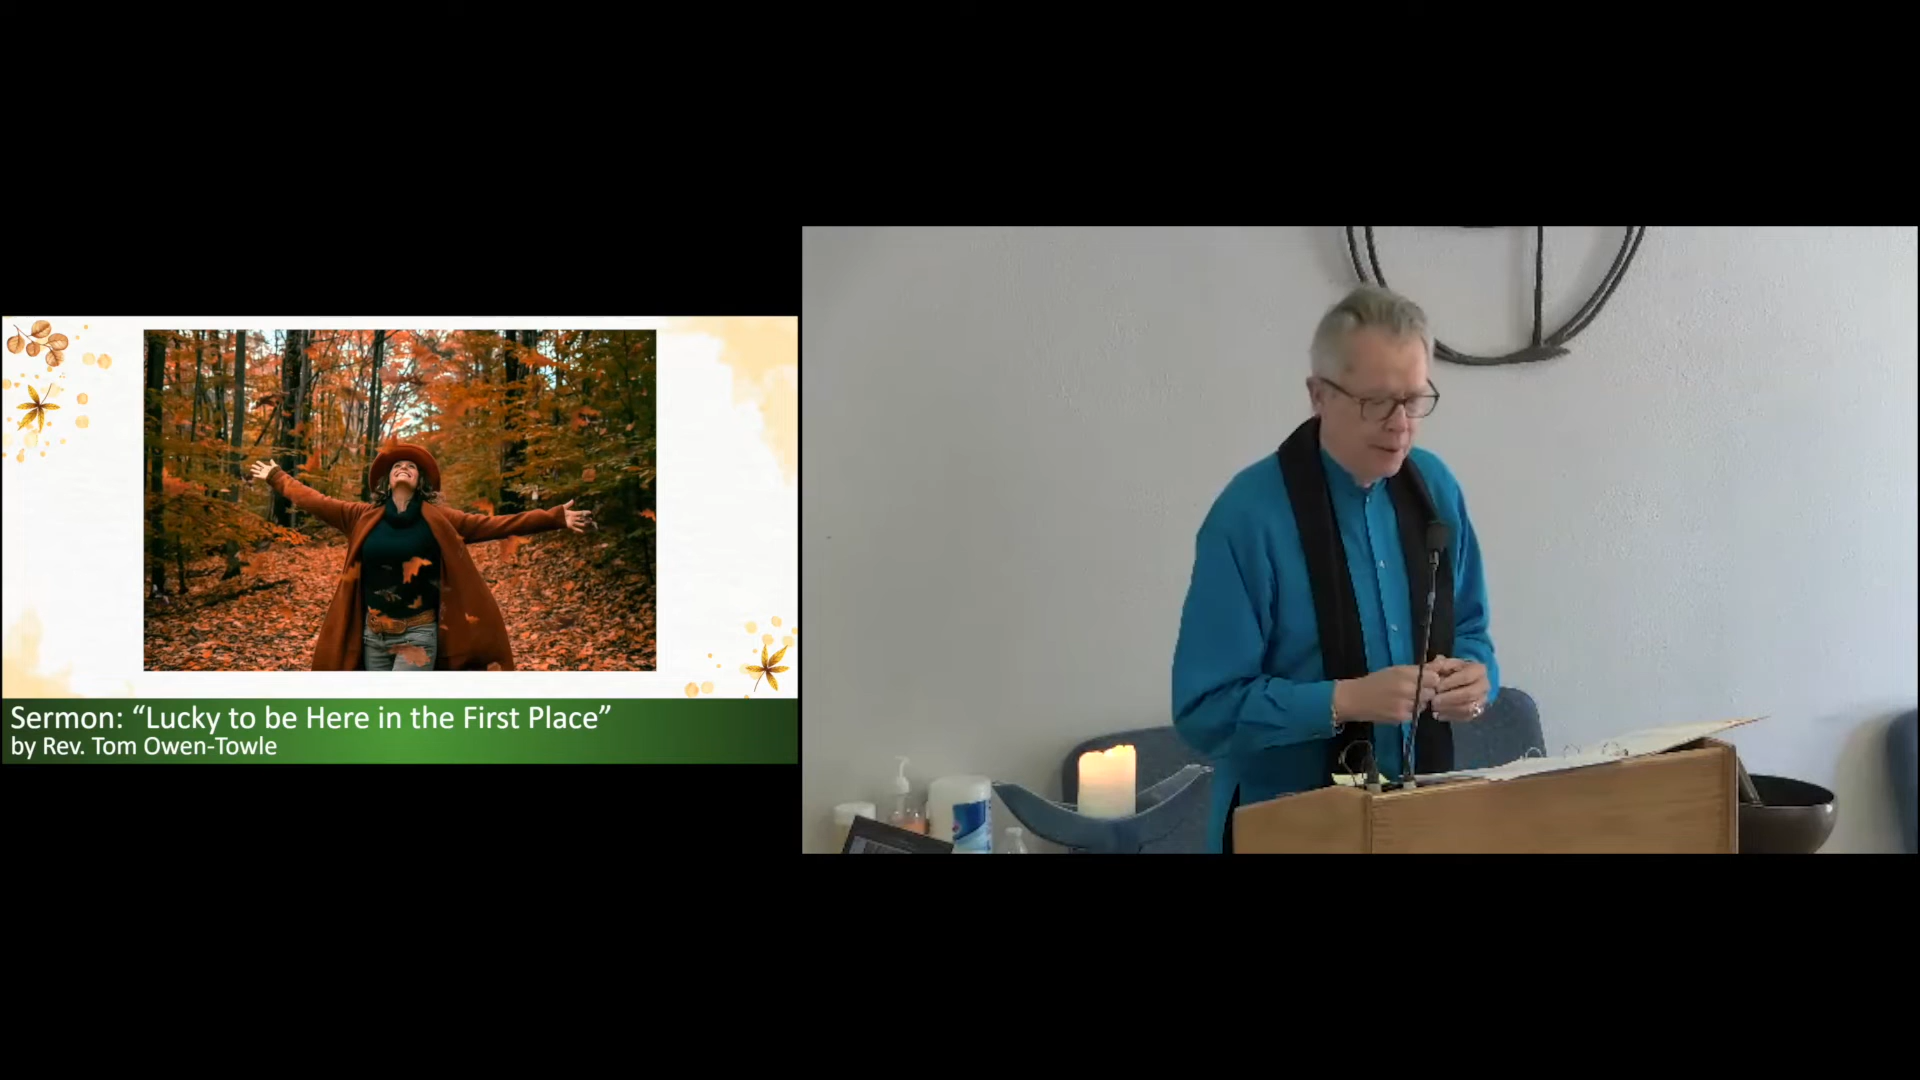 Sermon: “Lucky to be Here in the First Place”
by Rev. Tom Owen-Towle